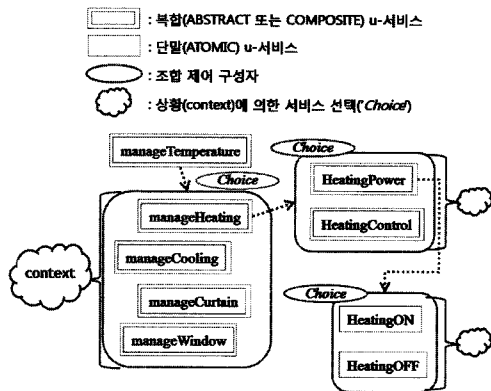 : 복합(ABSTRACT 또는 COMPOSITE) u-서비스
: 단말(ATOMIC) u-서비스
: 조합 제어 구성자
: 상황(context)에 의한 서비스 선택('Choice')
manageTemperature
Choice
context
manageHeating
manageCooling
manageCurtain
manageWindow
Choice
HeatingPower
HeatingControl
Choice
HeatingON
HeatingOFF